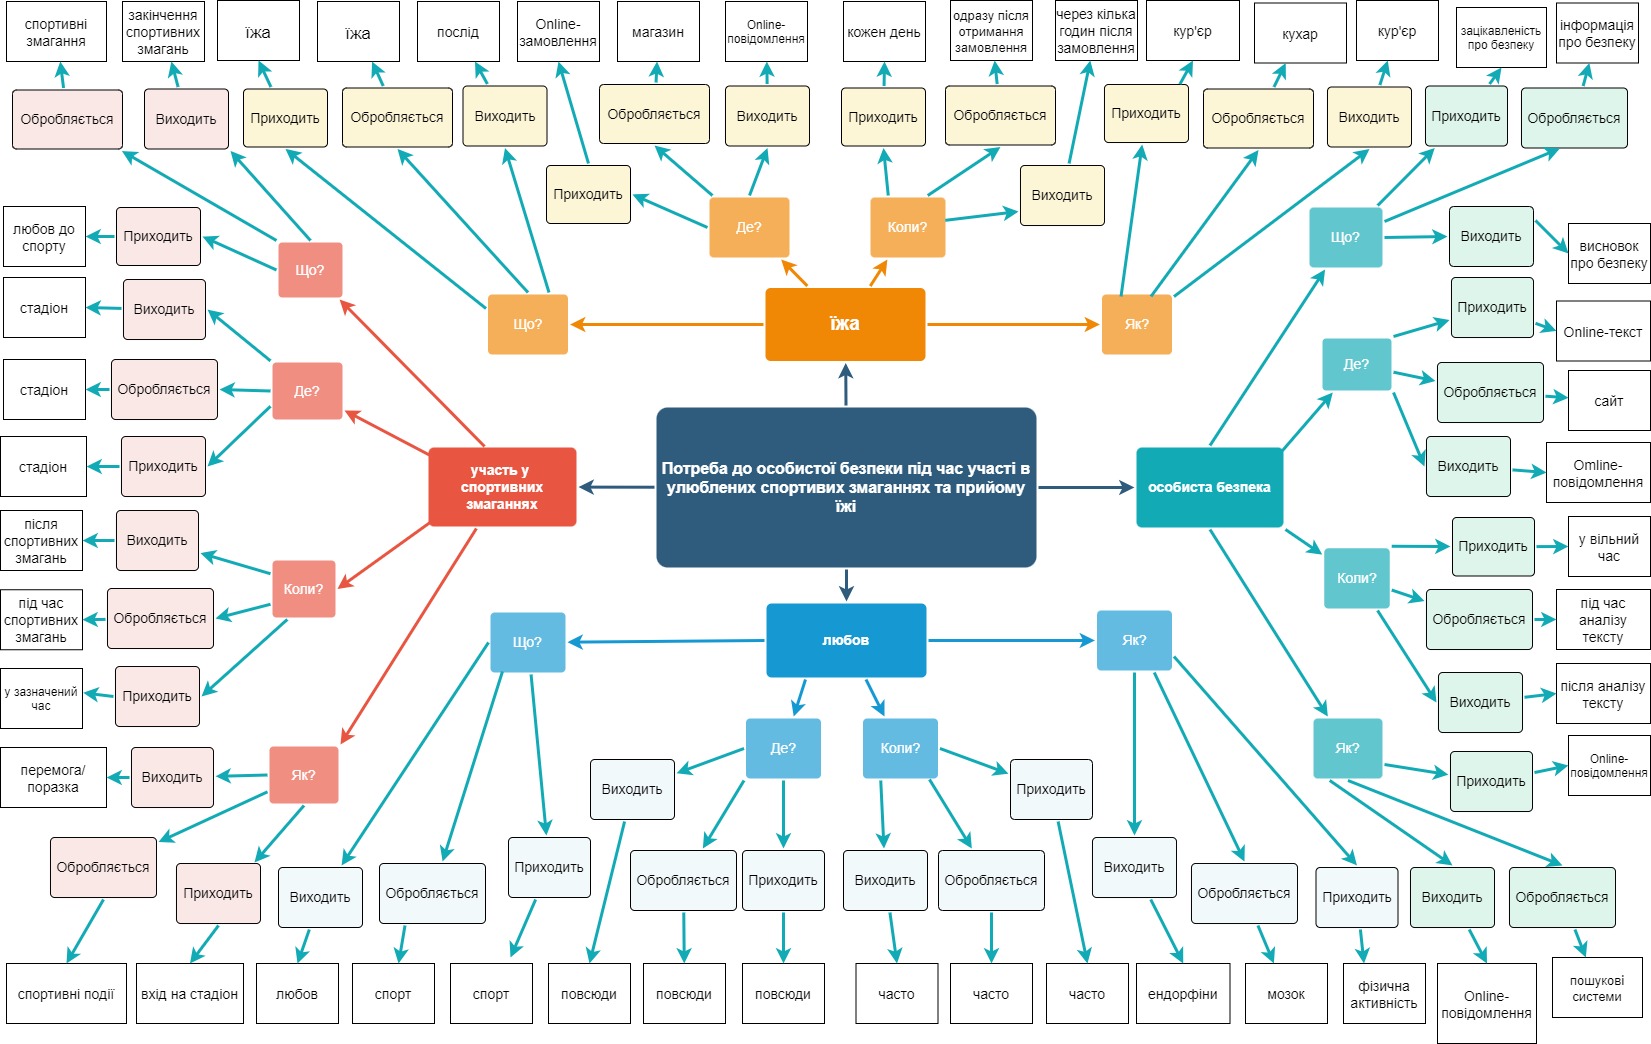 спортивні
змагання
закінчення
спортивних
змагань
їжа
їжа
послід
Online-
замовлення
магазин
Online-
повідомлення
кожен день
одразу після
отримання
замовлення
через кілька
годин після
замовлення
кур'єр
кухар
кур'єр
зацікавленість
про безпеку
інформація
про безпеку
Обробляється
Виходить
Приходить
Обробляється
Виходить
Обробляється
Виходить
Приходить
Обробляється
Приходить
Обробляється
Виходить
Приходить
Обробляється
Приходить
Виходить
любов до
спорту
Приходить
Що?
Де?
Коли?
Що?
Виходить
висновок
про безпеку
стадіон
Виходить
Що?
їжа
Як?
Приходить
Online-текст
стадіон
Обробляється
Де?
Де?
Обробляється
сайт
стадіон
Приходить
участь у
спортивних
змаганнях
Потреба до особистої безпеки під час участі в
улюблених спортивих змаганнях та прийому
їжі
особиста безпека
Виходить
Omline-
повідомлення
після
спортивних
змагань
Виходить
Приходить
у вільний
час
Коли?
Коли?
під час
спортивних
змагань
Обробляється
Обробляється
під час
аналізу
тексту
Що?
любов
Як?
у зазначений
час
Приходить
Виходить
після аналізу
тексту
Де?
Коли?
Як?
перемога/
поразка
Виходить
Як?
Виходить
Приходить
Приходить
Online-
повідомлення
Обробляється
Приходить
Виходить
Обробляється
Приходить
Обробляється
Приходить
Виходить
Обробляється
Виходить
Обробляється
Приходить
Виходить
Обробляється
спортивні події
вхід на стадіон
любов
спорт
спорт
повсюди
повсюди
повсюди
часто
часто
часто
ендорфіни
мозок
фізична
активність
Online-
повідомлення
пошукові
системи